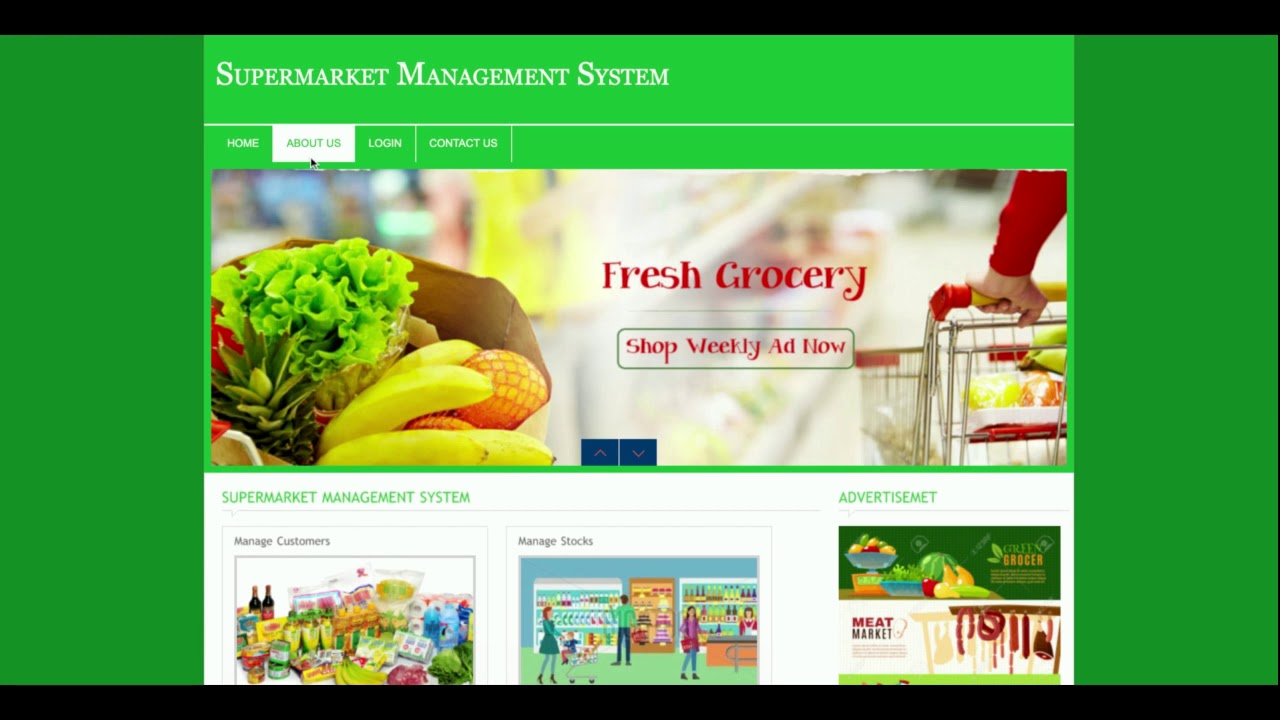 Supermarket Management System
HOME
ABOUT US
LOGIN
CONTACT US
Fresh Grocery
Shop Weekly Ad Now
SUPERMARKET MANAGEMENT SYSTEM
ADVERTISEMET
Manage Customers
Manage Stocks
GREEN
GROCER
MEAT
MARKET